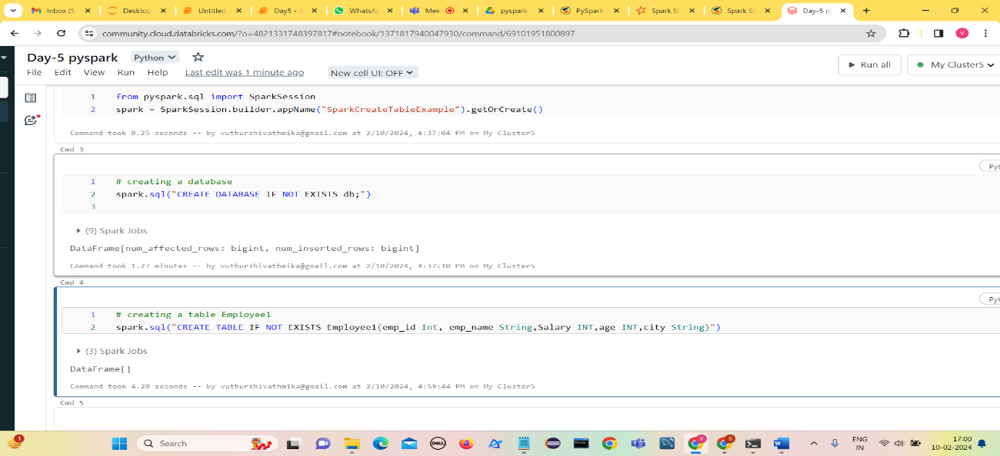 Inbox (5,
Desktop
Untitled
Day5 - J
WhatsAp
Mee
pyspark
PySpark
Spark SC
Spark SC
Day-5 p
community.cloud.databricks.com/?o=4821331748397817#notebook/1371817940047930/command/69101951800897
V
Day-5 pyspark
Python
File Edit View Run Help Last edit was 1 minute ago
New cell UI: OFF
Run all
My Cluster5
1 from pyspark.sql import SparkSession
2 spark = SparkSession.builder.appName("SparkCreateTableExample").getOrCreate()
Command took 0.25 seconds -- by vuthurshivathmika@gmail.com at 2/10/2024, 4:37:04 PM on My Cluster5
Cmd 3
Pyt
1 # creating a database
2 spark.sql("CREATE DATABASE IF NOT EXISTS db;")
3
(9) Spark Jobs
DataFrame[num_affected_rows: bigint, num_inserted_rows: bigint]
Command took 1.27 minutes -- by vuthurshivathmika@gmail.com at 2/10/2024, 4:37:10 PM on My Cluster5
Cmd 4
Pyt
1 # creating a table Employee1
2 spark.sql("CREATE TABLE IF NOT EXISTS Employee1(emp_id Int, emp_name String,Salary INT,age INT,city String)")
(3) Spark Jobs
DataFrame[]
Command took 4.20 seconds -- by vuthurshivathmika@gmail.com at 2/10/2024, 4:59:44 PM on My Cluster5
Cmd 5
1
Search
DELL
V
S
ENG
IN
17:00
10-02-2024